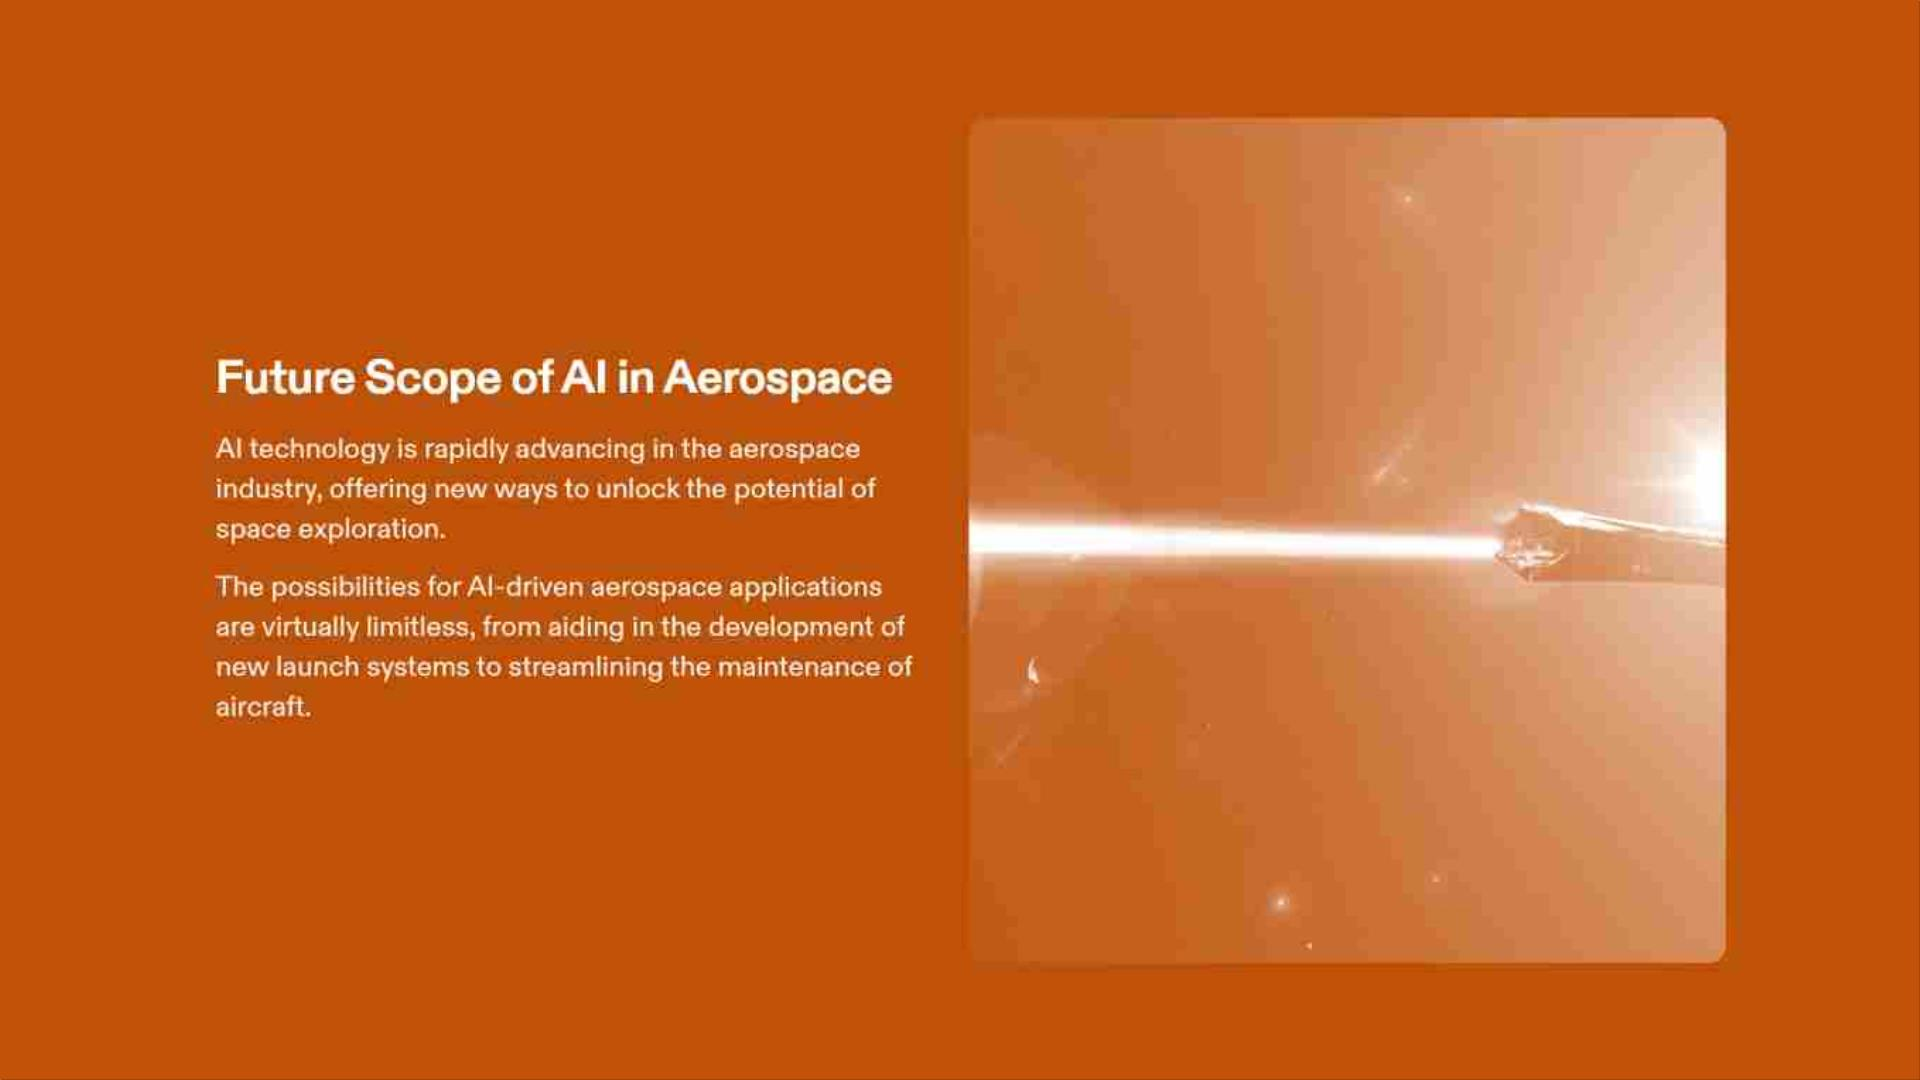 Future Scope of AI in Aerospace
AI technology is rapidly advancing in the aerospace
industry, offering new ways to unlock the potential of
space exploration.
The possibilities for AI-driven aerospace applications
are virtually limitless, from aiding in the development of
new launch systems to streamlining the maintenance of
aircraft.